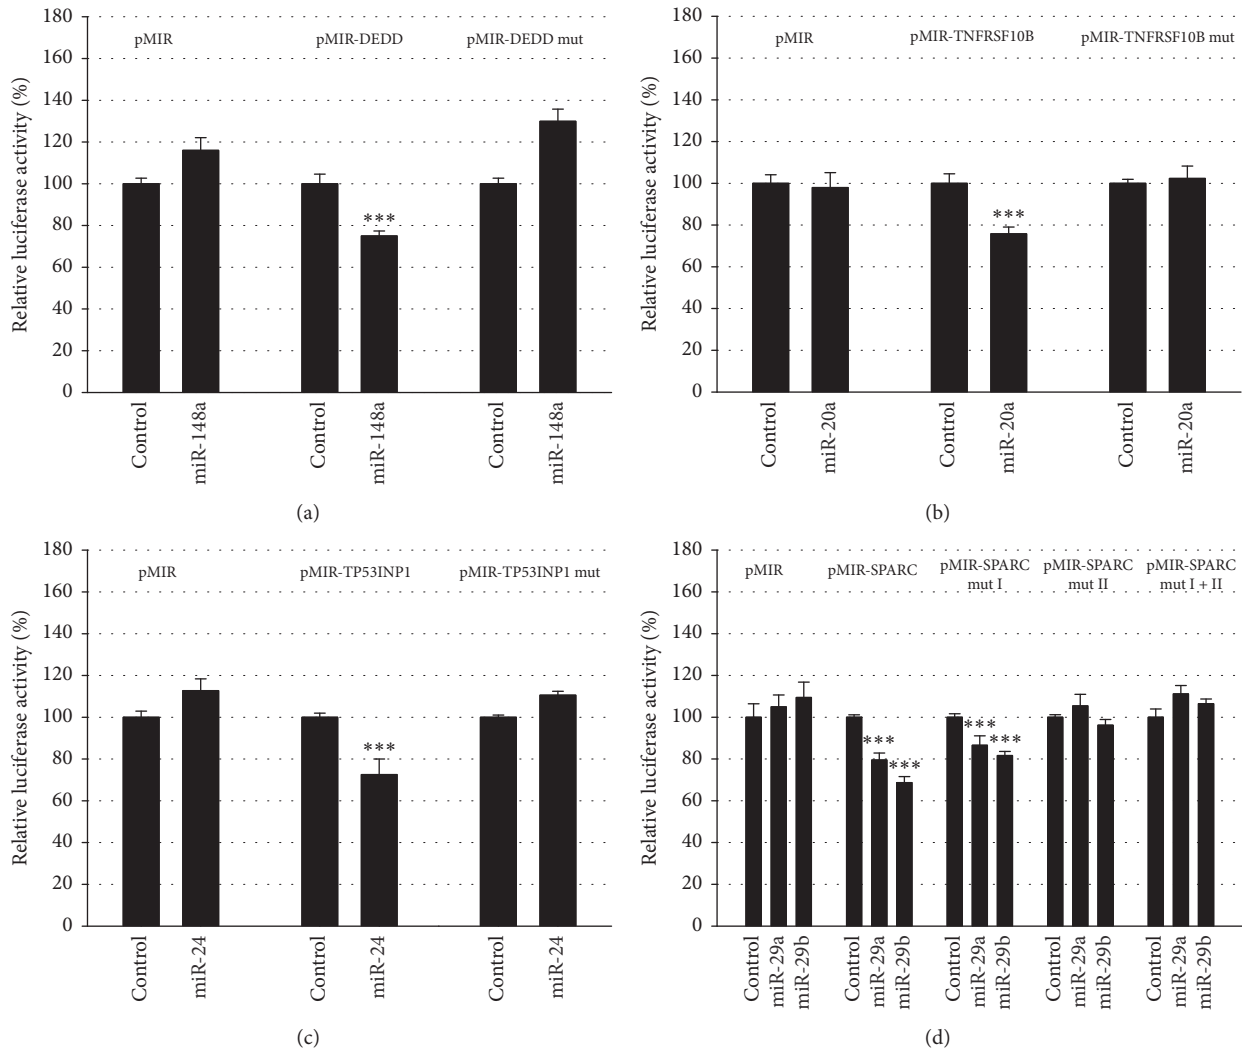 180
160
140
120
100
80
60
40
20
0
Relative luciferase activity (%)
pMIR
pMIR-DEDD
pMIR-DEDD mut
***
Control
miR-148a
Control
miR-148a
Control
miR-148a
(a)
180
160
140
120
100
80
60
40
20
0
Relative luciferase activity (%)
pMIR
pMIR-TNFRSF10B
pMIR-TNFRSF10B mut
***
Control
miR-20a
Control
miR-20a
Control
miR-20a
(b)
180
160
140
120
100
80
60
40
20
0
Relative luciferase activity (%)
pMIR
pMIR-TP53INP1
pMIR-TP53INP1 mut
***
Control
miR-24
Control
miR-24
Control
miR-24
(c)
180
160
140
120
100
80
60
40
20
0
Relative luciferase activity (%)
pMIR
pMIR-SPARC
pMIR-SPARC
mut I
pMIR-SPARC
mut II
pMIR-SPARC
mut I + II
***
***
***
***
Control
miR-29a
miR-29b
Control
miR-29a
miR-29b
Control
miR-29a
miR-29b
Control
miR-29a
miR-29b
Control
miR-29a
miR-29b
(d)